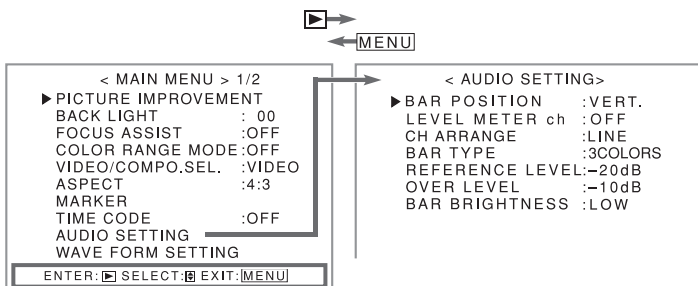 MENU
< MAIN MENU > 1/2
PICTURE IMPROVEMENT
BACK LIGHT : 00
FOCUS ASSIST :OFF
COLOR RANGE MODE:OFF
VIDEO/COMPO.SEL. :VIDEO
ASPECT :4:3
MARKER
TIME CODE :OFF
AUDIO SETTING
WAVE FORM SETTING
ENTER: SELECT: EXIT:MENU
< AUDIO SETTING>
BAR POSITION :VERT.
LEVEL METER ch :OFF
CH ARRANGE :LINE
BAR TYPE :3COLORS
REFERENCE LEVEL:–20dB
OVER LEVEL :–10dB
BAR BRIGHTNESS :LOW